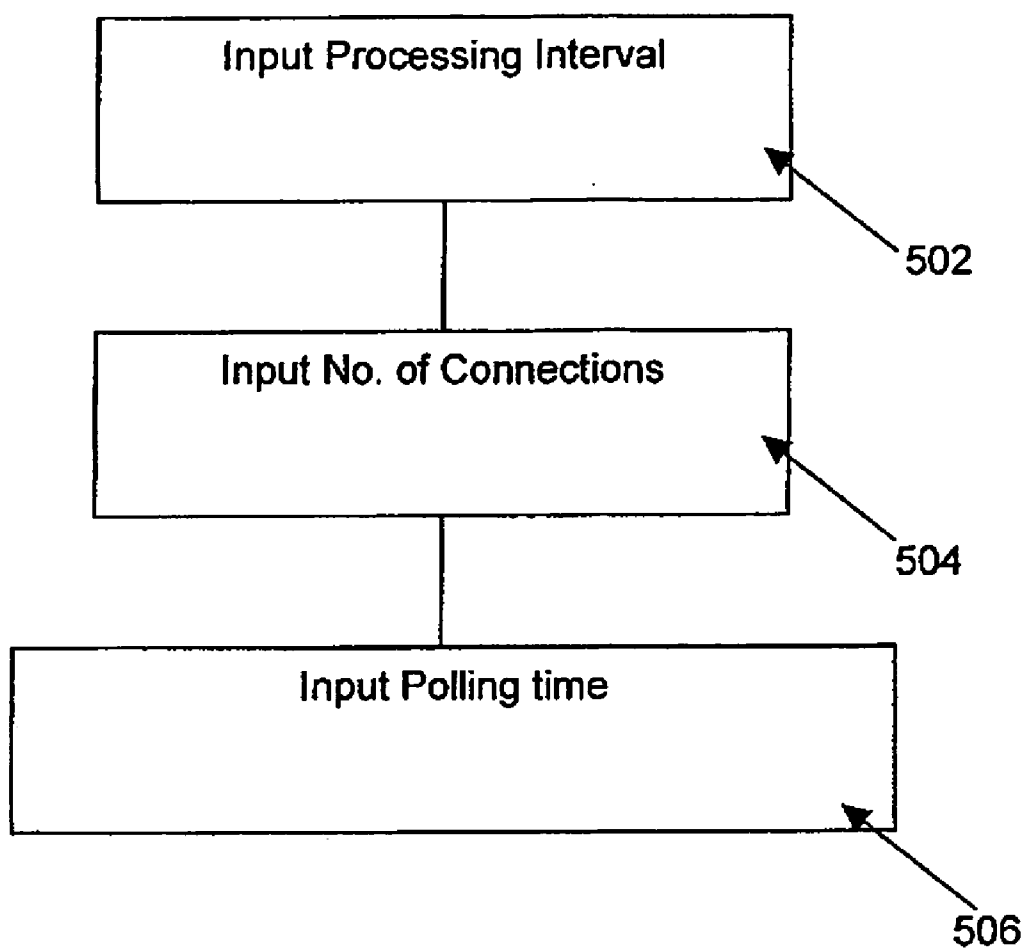 Input Processing Interval
502
Input No. of Connections
504
Input Polling time
506